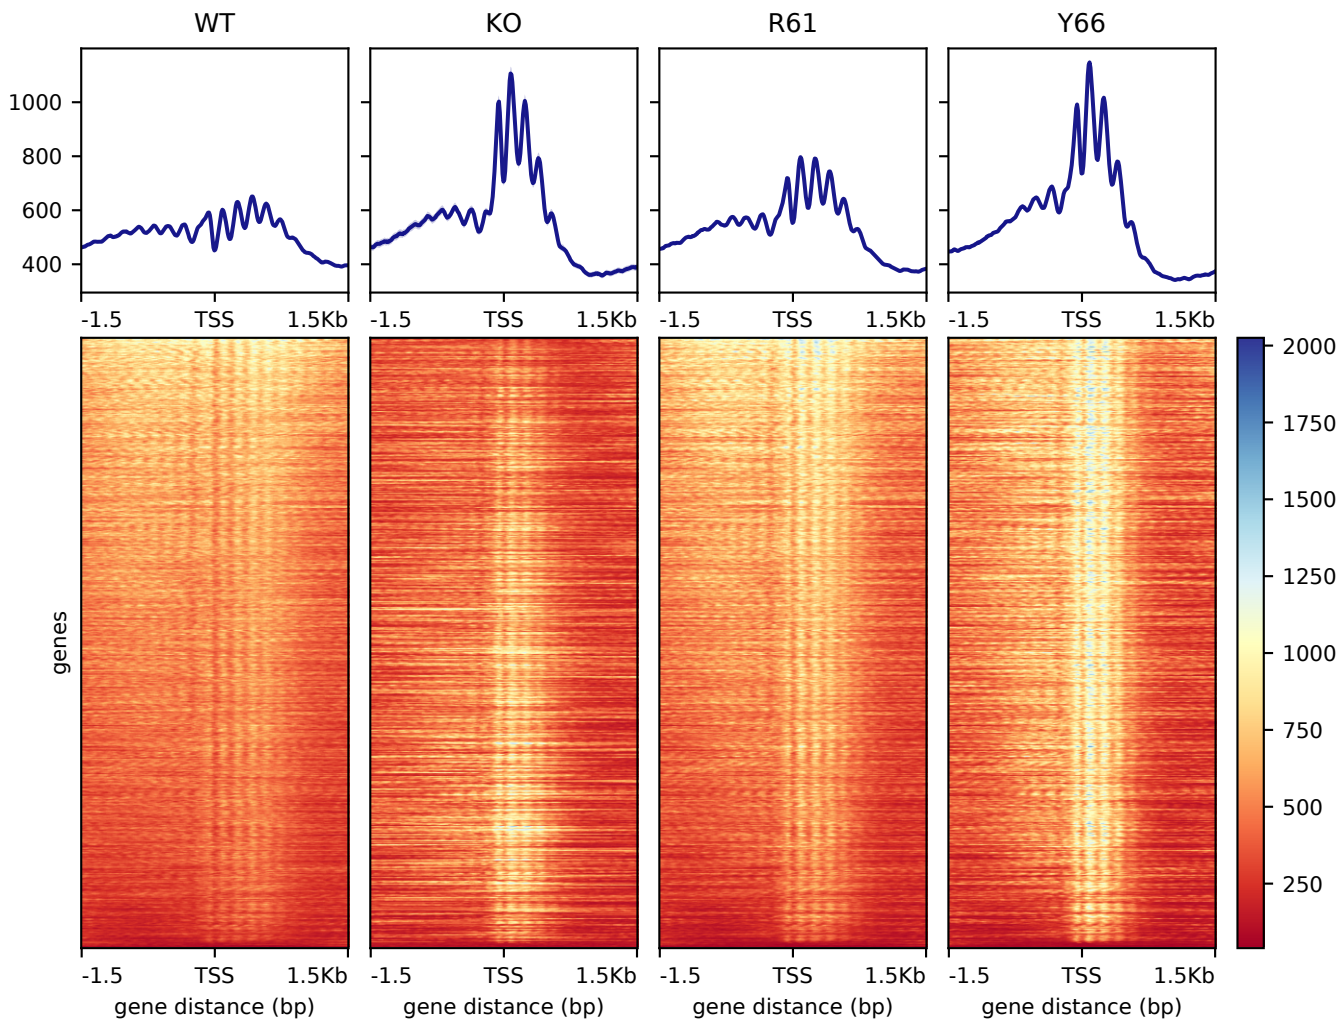 WT KO R61 Y66
1000
800
600
400
-1.5 TSS 1.5Kb -1.5 TSS 1.5Kb -1.5 TSS 1.5Kb -1.5 TSS 1.5Kb
genes
2000
1750
1500
1250
1000
750
500
250
-1.5 TSS 1.5Kb -1.5 TSS 1.5Kb -1.5 TSS 1.5Kb -1.5 TSS 1.5Kb
gene distance (bp) gene distance (bp) gene distance (bp) gene distance (bp)